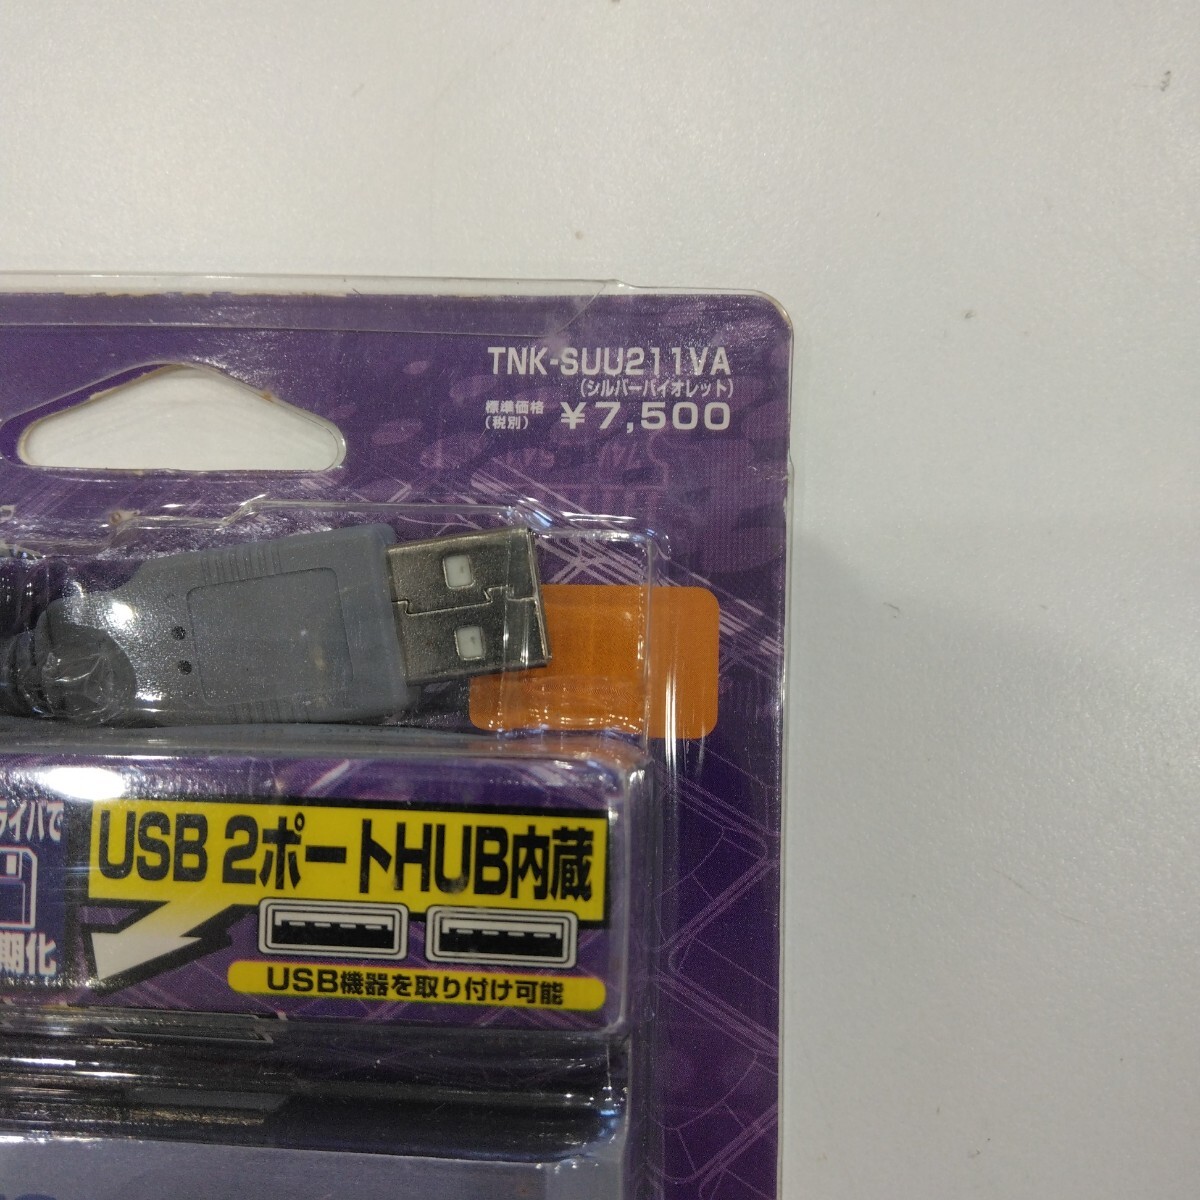 TNK-SUU211VA
(シルバーバイオレット)
標準価格
(税別)
¥7,500
ライバで
期化
USB 2ポートHUB内蔵
USB機器を取り付け可能